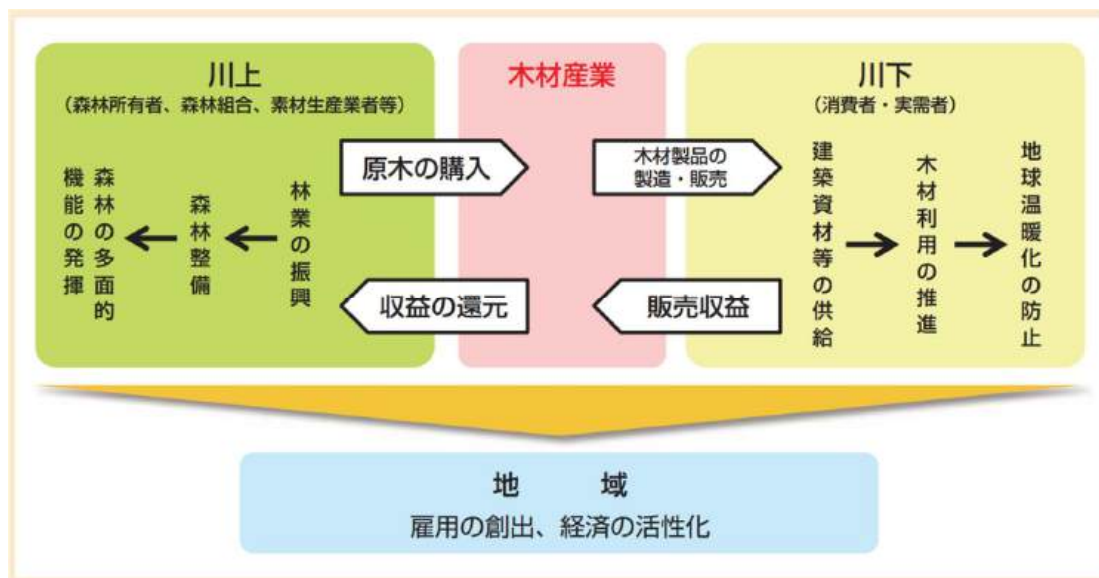 川上
（森林所有者、森林組合、素材生産業者等）
木材産業
川下
（消費者・実需者）
原木の購入
木材製品の
製造・販売
林業の振興
森林整備
森林の多面的
機能の発揮
収益の還元
販売収益
建築資材等の供給
木材利用の推進
地球温暖化の防止
地　域
雇用の創出、経済の活性化